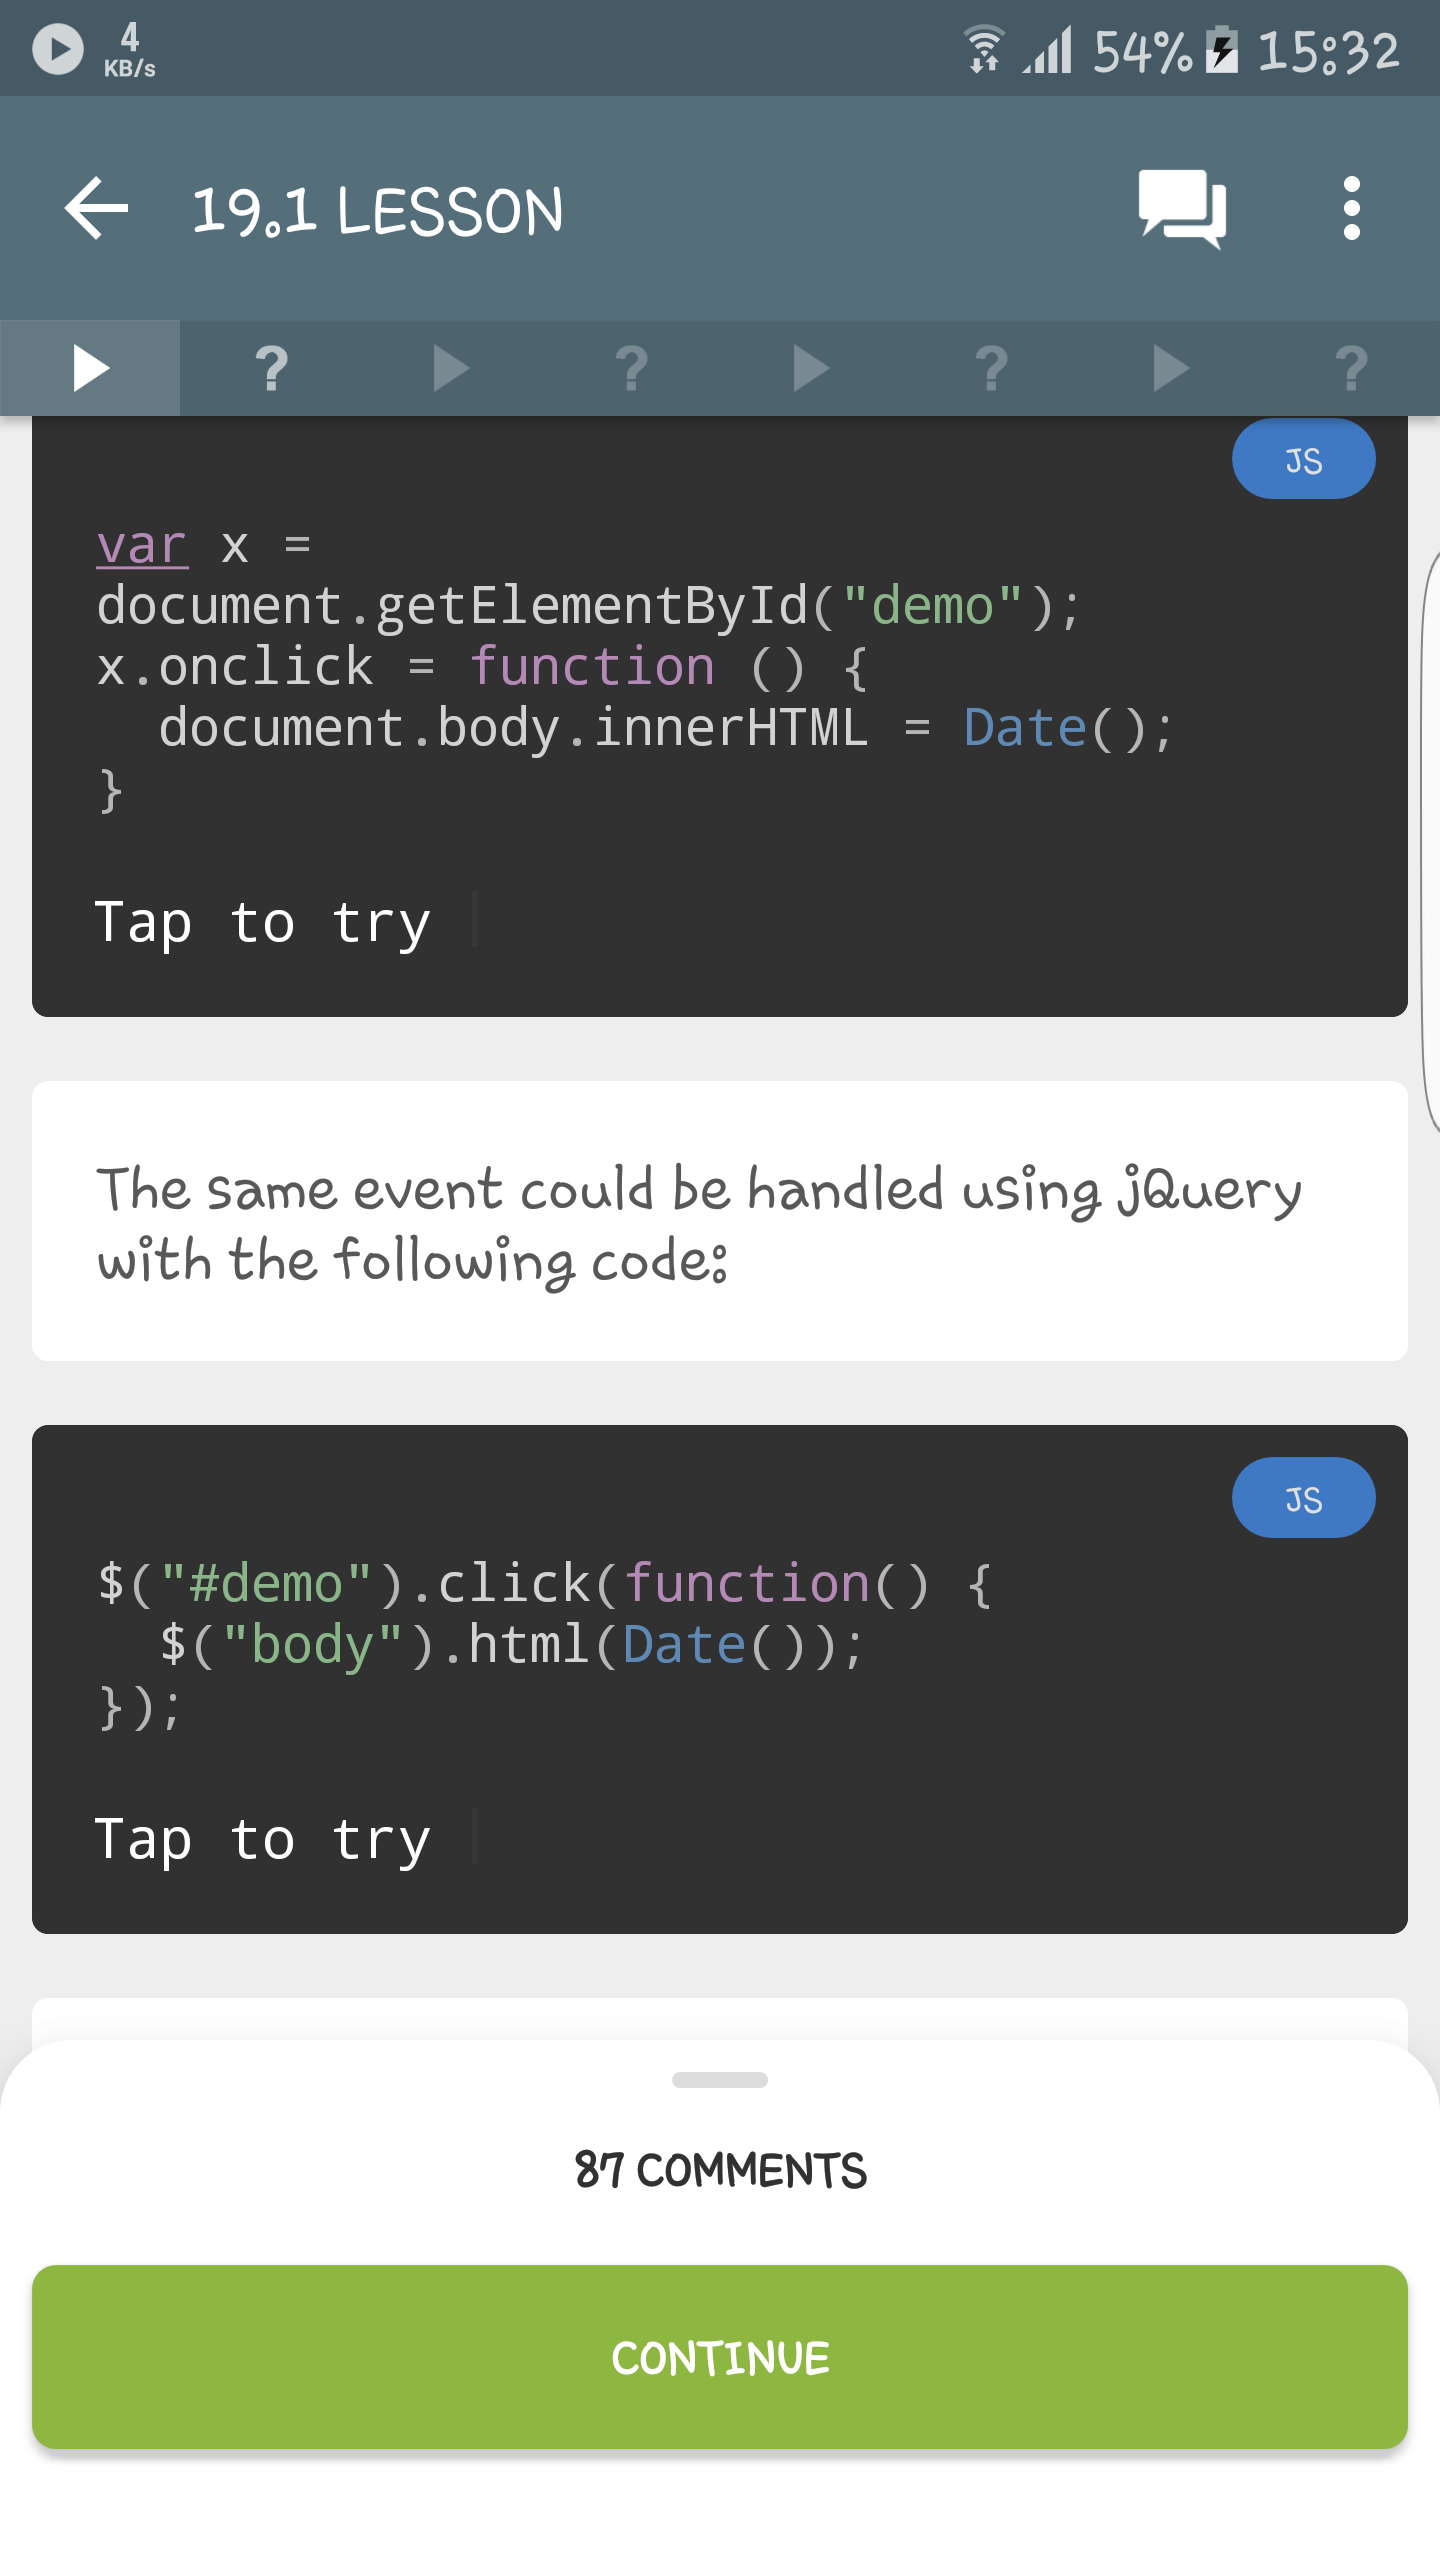 4
KB/s
54% 15:32
19.1 LESSON
? ? ? ?
JS
var x =
document.getElementById("demo");
x.onclick = function () {
  document.body.innerHTML = Date();
}
Tap to try
The same event could be handled using jQuery
with the following code:
JS
$("#demo").click(function() {
  $("body").html(Date());
});
Tap to try
87 COMMENTS
CONTINUE